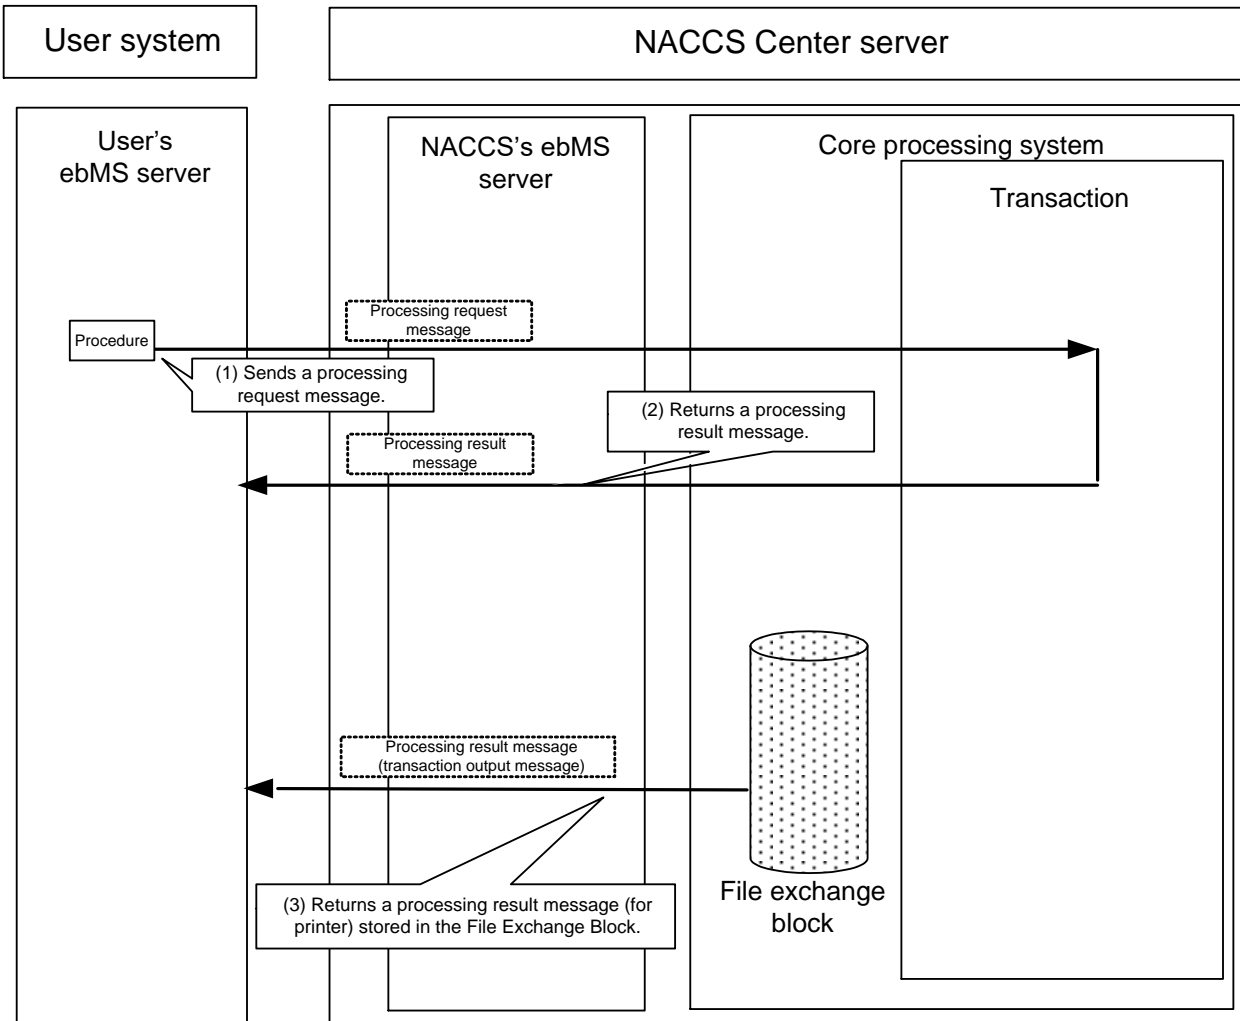 User system
NACCS Center server
User's
ebMS server
NACCS's ebMS
server
Core processing system
Transaction
Processing request
message
Procedure
(1) Sends a processing
request message.
(2) Returns a processing
result message.
Processing result
message
Processing result message
(transaction output message)
(3) Returns a processing result message (for
printer) stored in the File Exchange Block.
File exchange
block